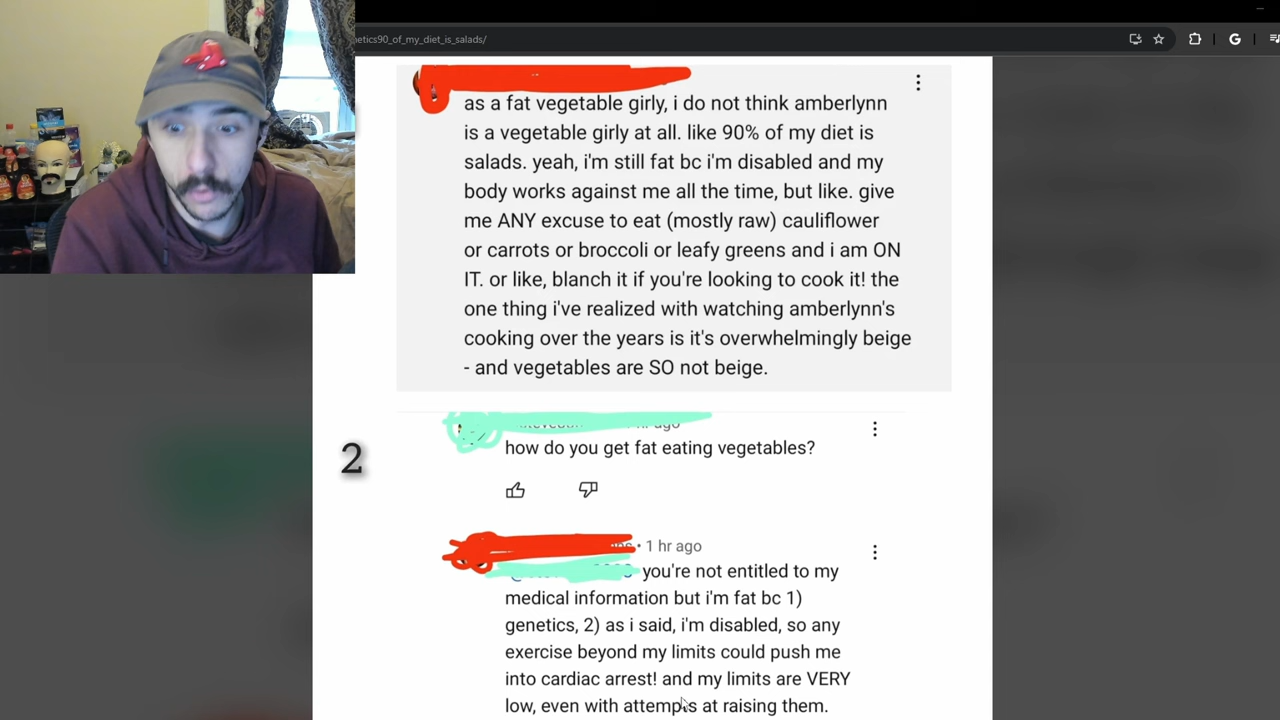 etics90_of_my_diet_is_salads/
as a fat vegetable girly, i do not think amberlynn
is a vegetable girly at all. like 90% of my diet is
salads. yeah, i'm still fat bc i'm disabled and my
body works against me all the time, but like. give
me ANY excuse to eat (mostly raw) cauliflower
or carrots or broccoli or leafy greens and i am ON
IT. or like, blanch it if you're looking to cook it! the
one thing i've realized with watching amberlynn's
cooking over the years is it's overwhelmingly beige
- and vegetables are SO not beige.
ago
how do you get fat eating vegetables?
2
• 1 hr ago
you're not entitled to my
medical information but i'm fat bc 1)
genetics, 2) as i said, i'm disabled, so any
exercise beyond my limits could push me
into cardiac arrest! and my limits are VERY
low, even with attempts at raising them.